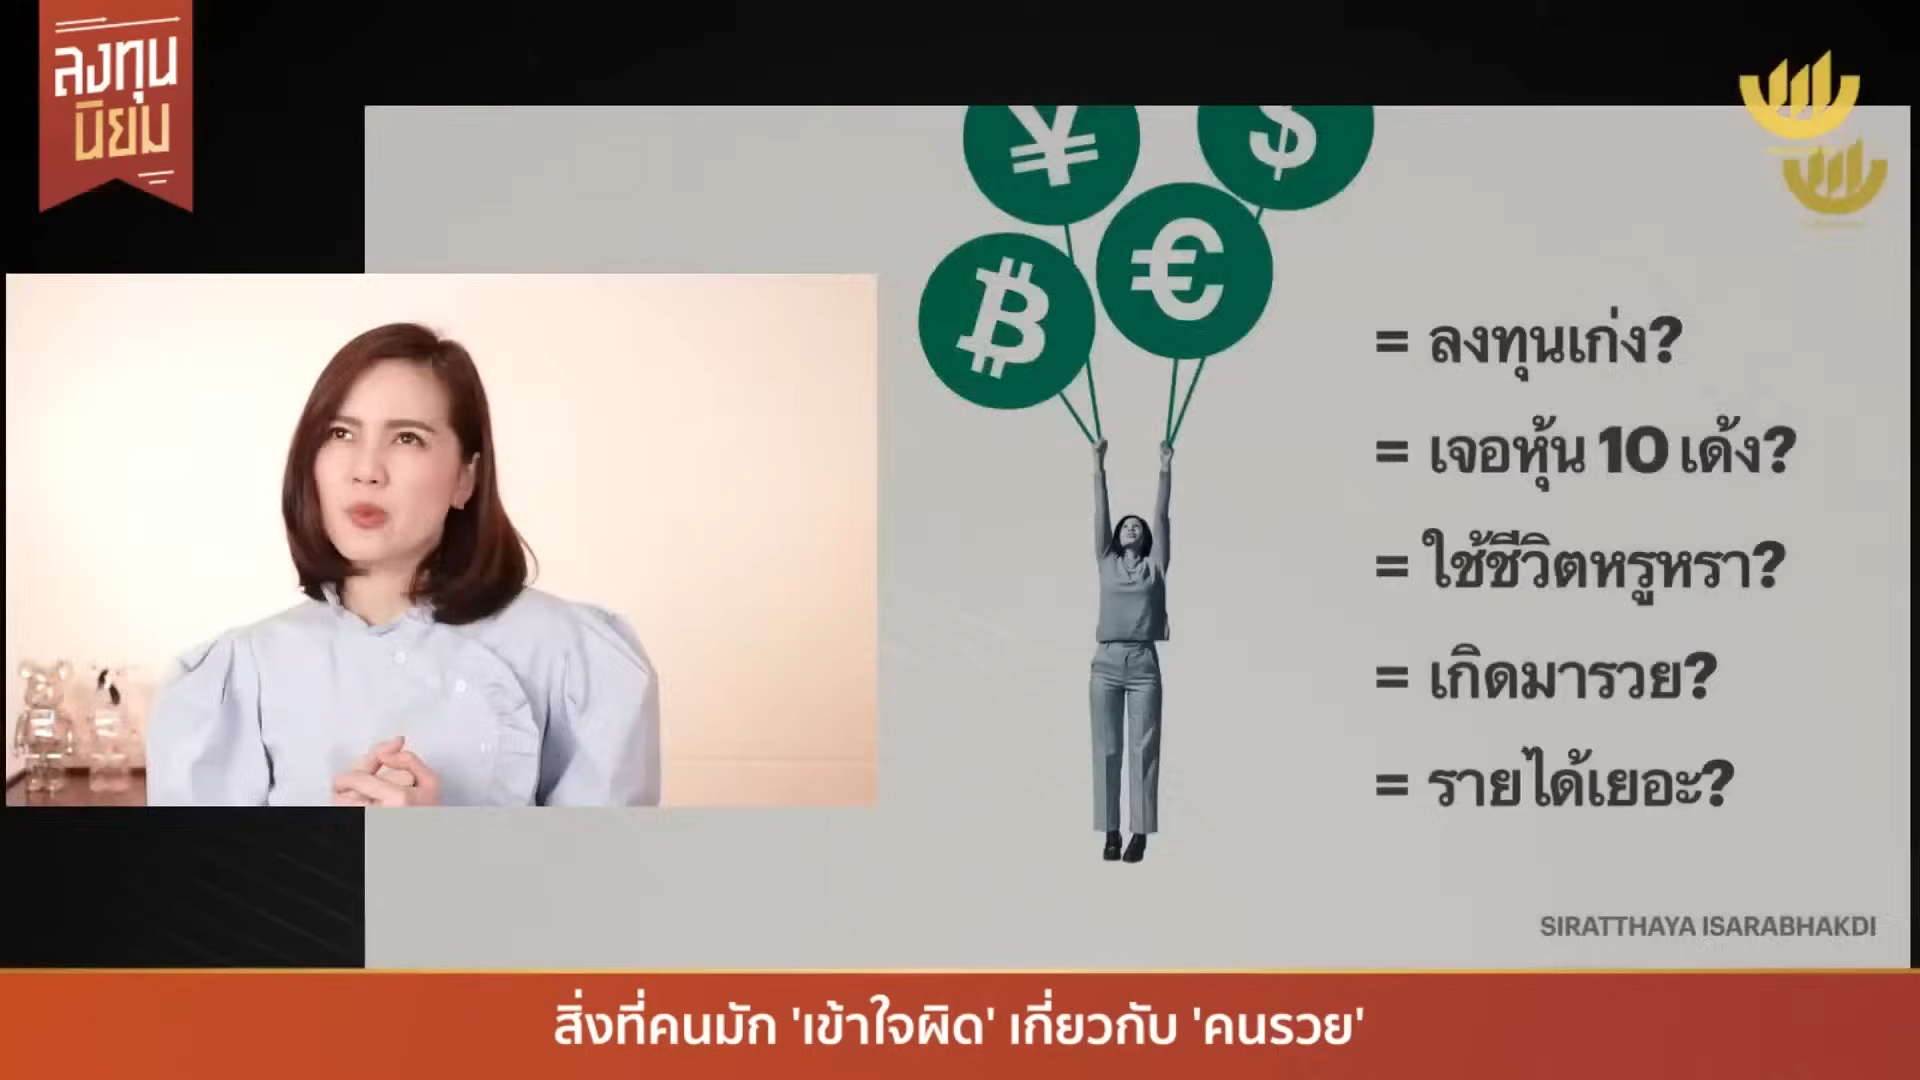 ลงทุน
นิยม
¥
$
€
₿
= ลงทุนเก่ง?
= เจอหุ้น 10 เด้ง?
= ใช้ชีวิตหรูหรา?
= เกิดมารวย?
= รายได้เยอะ?
SIRATTHAYA ISARABHAKDI
สิ่งที่คนมัก 'เข้าใจผิด' เกี่ยวกับ 'คนรวย'